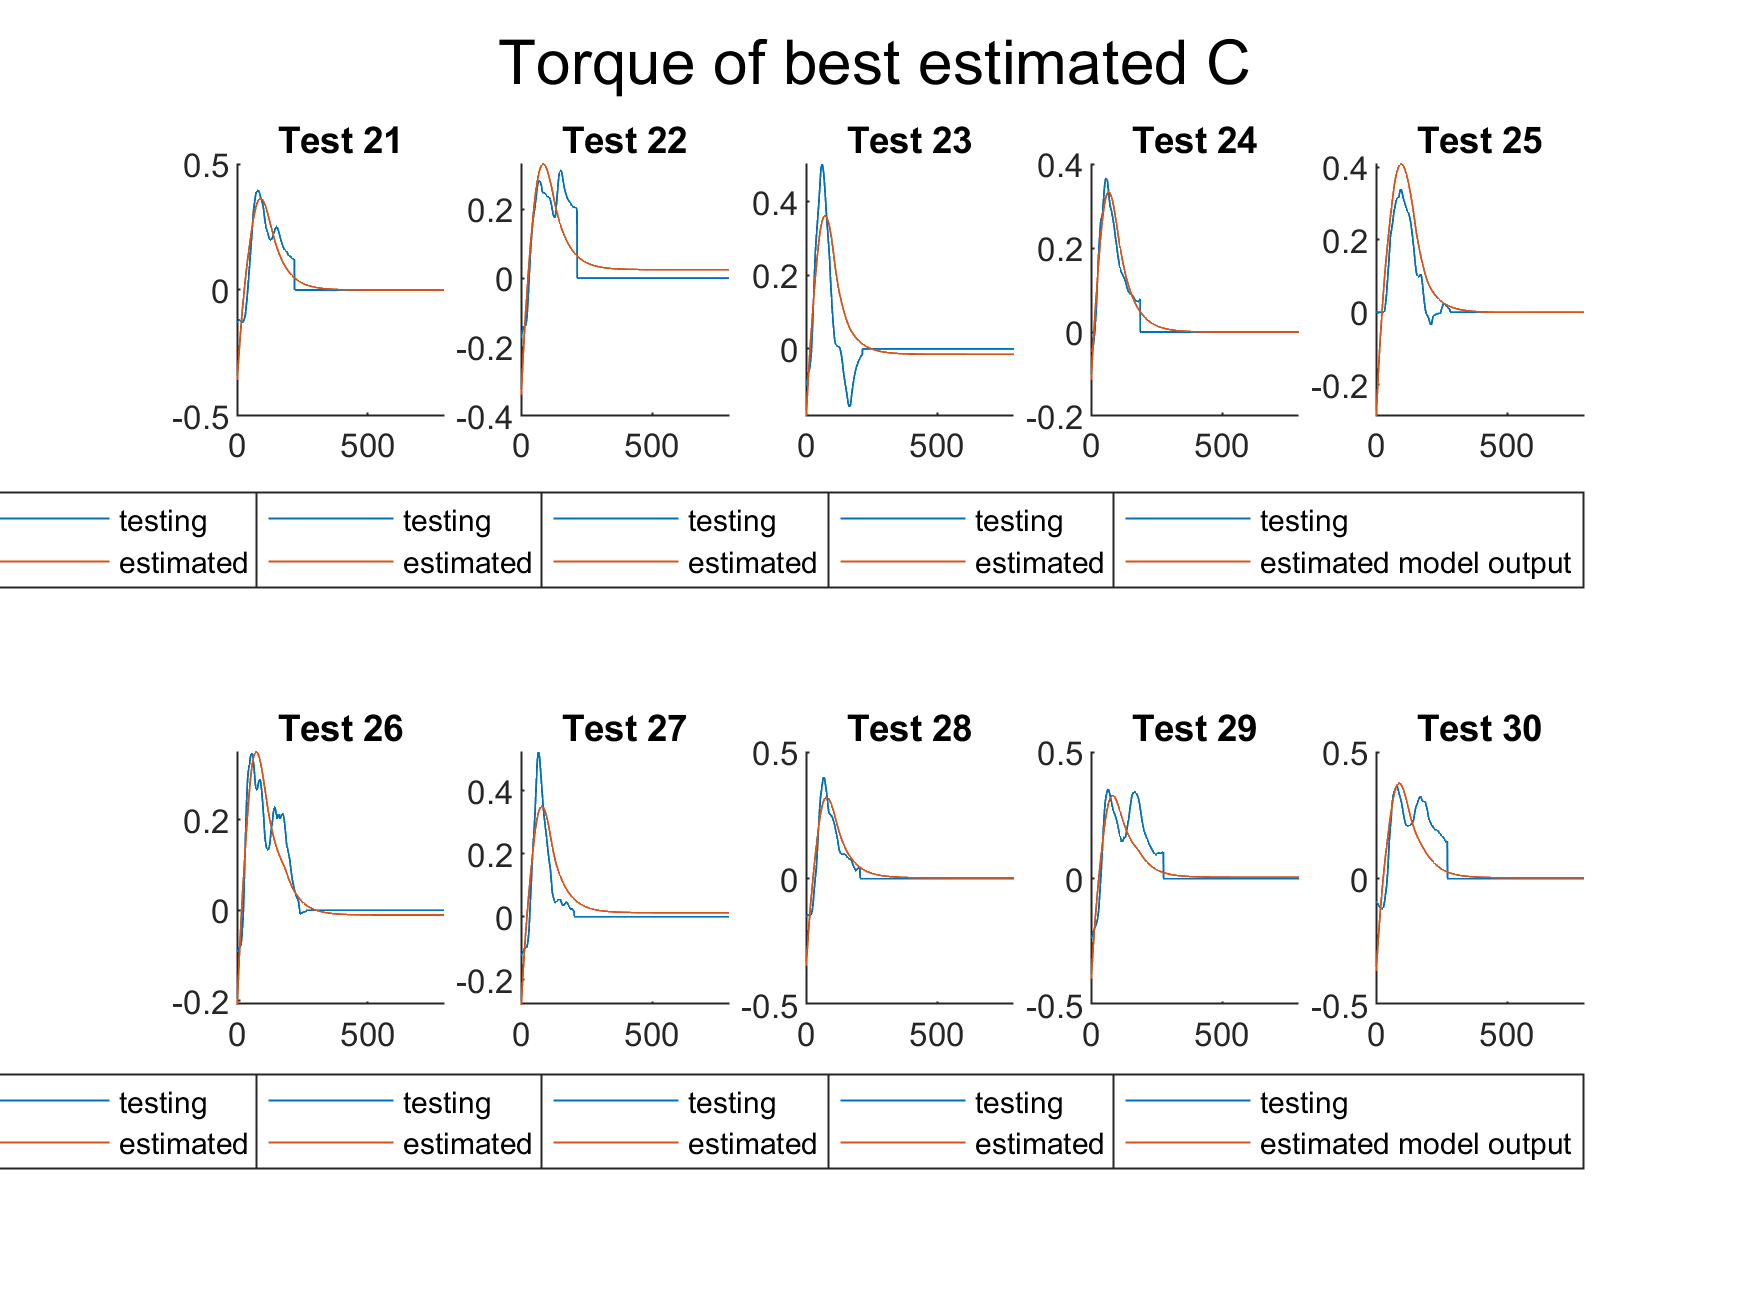 Torque of best estimated C
Test 21 Test 22 Test 23 Test 24 Test 25
0.5 0 -0.5 0 500
0.2 0 -0.2 -0.4 0 500
0.4 0.2 0 0 500
0.4 0.2 0 -0.2 0 500
0.4 0.2 0 -0.2 0 500
testing testing testing testing testing
estimated estimated estimated estimated estimated model output
Test 26 Test 27 Test 28 Test 29 Test 30
0.2 0 -0.2 0 500
0.4 0.2 0 -0.2 0 500
0.5 0 -0.5 0 500
0.5 0 -0.5 0 500
0.5 0 -0.5 0 500
testing testing testing testing testing
estimated estimated estimated estimated estimated model output